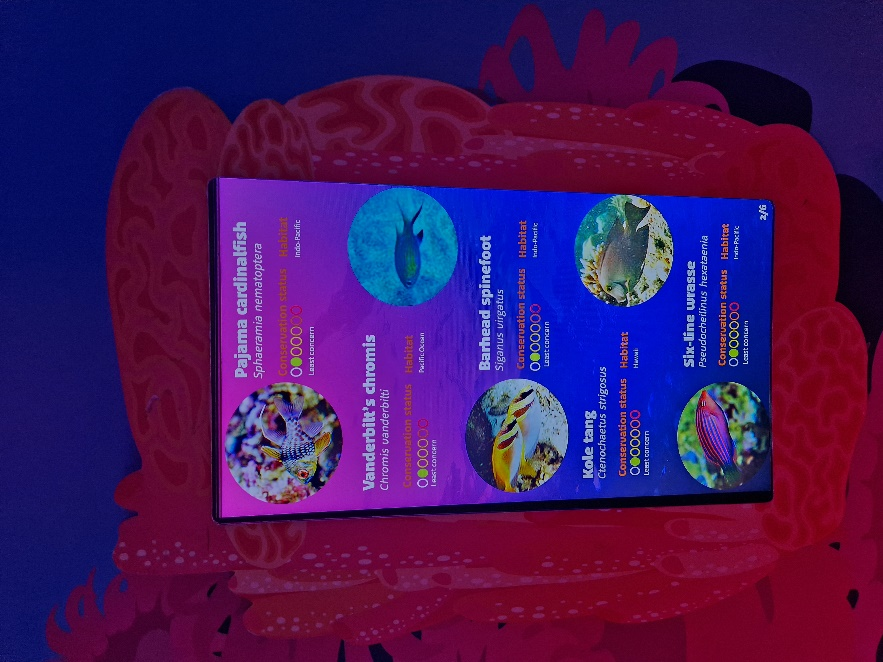 Pajama cardinalfish
Sphaeramia nematoptera
Conservation status Habitat
Indo-Pacific
Least concern
Vanderbilt's chromis
Chromis vanderbilti
Conservation status Habitat
Pacific Ocean
Least concern
Barhead spinefoot
Siganus virgatus
Conservation status Habitat
Indo-Pacific
Least concern
Kole tang
Ctenochaetus strigosus
Conservation status Habitat
Hawaii
Least concern
Six-line wrasse
Pseudocheilinus hexataenia
Conservation status Habitat
Indo-Pacific
Least concern
2/6